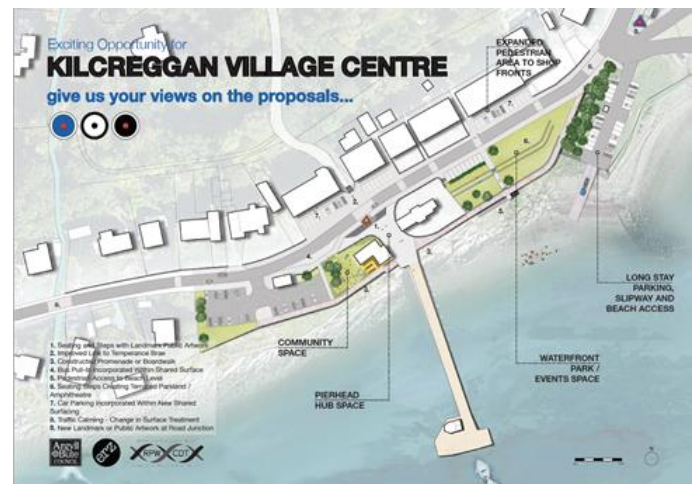 Exciting Opportunity for
KILCREGGAN VILLAGE CENTRE
give us your views on the proposals...
EXPANDED
PEDESTRIAN
AREA TO SHOP
FRONTS
LONG STAY
PARKING,
SLIPWAY AND
BEACH ACCESS
COMMUNITY
SPACE
WATERFRONT
PARK /
EVENTS SPACE
PIERHEAD
HUB SPACE
1. Seating and Steps with Landmark Public Artwork
2. Improved Link to Temperance Brae
3. Constructed Promenade or Boardwalk
4. Bus Pull-In Incorporated Within Shared Surface
5. Pedestrian Access to Beach Level
6. Seating Steps Creating Terraced Parkland /
Amphitheatre
7. Car Parking Incorporated Within New Shared
Surfacing
8. Traffic Calming - Change in Surface Treatment
9. New Landmark or Public Artwork at Road Junction
Argyll
&Bute
COUNCIL
erz
RPW
CDT